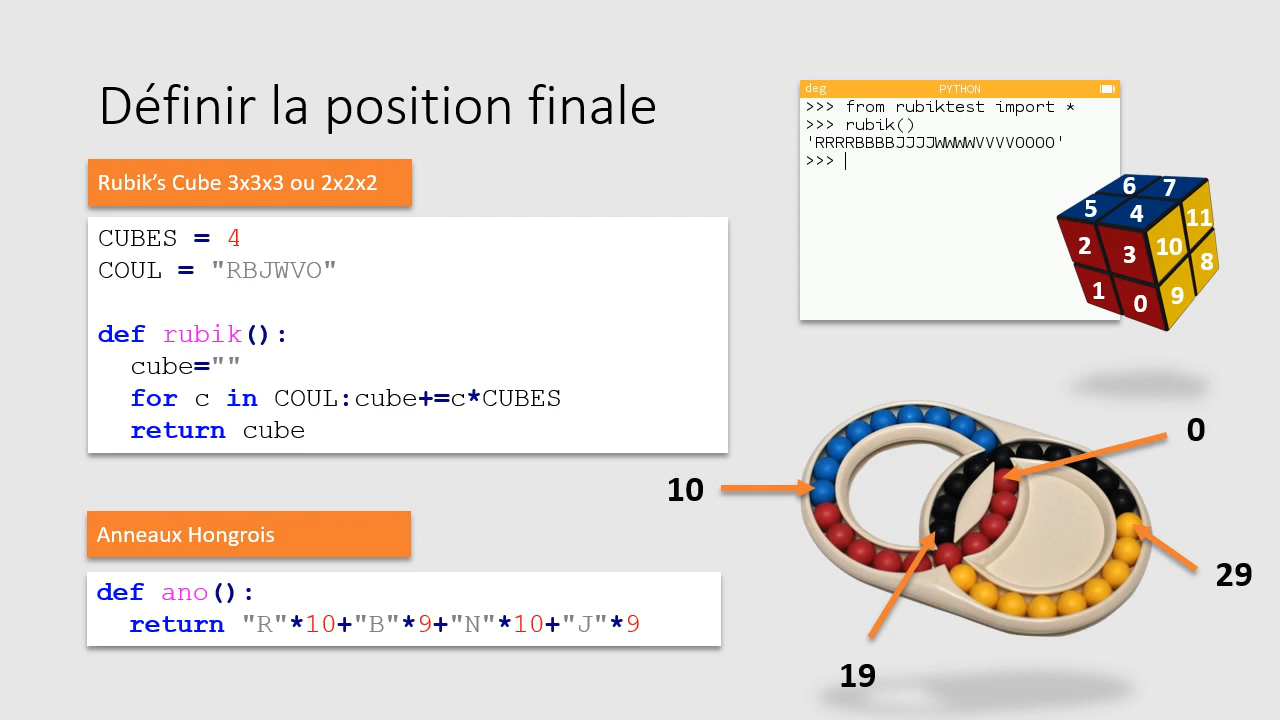 Définir la position finale
Rubik's Cube 3x3x3 ou 2x2x2
CUBES = 4
COUL = "RBJWVO"
def rubik():
  cube=""
  for c in COUL:cube+=c*CUBES
  return cube
Anneaux Hongrois
def ano():
  return "R"*10+"B"*9+"N"*10+"J"*9
deg PYTHON
>>> from rubiktest import *
>>> rubik()
'RRRRBBBBJJJJWWWWVVVVOOOO'
>>>
6 7
5 4
11
2 3 10
8
1 0 9
0
10
29
19